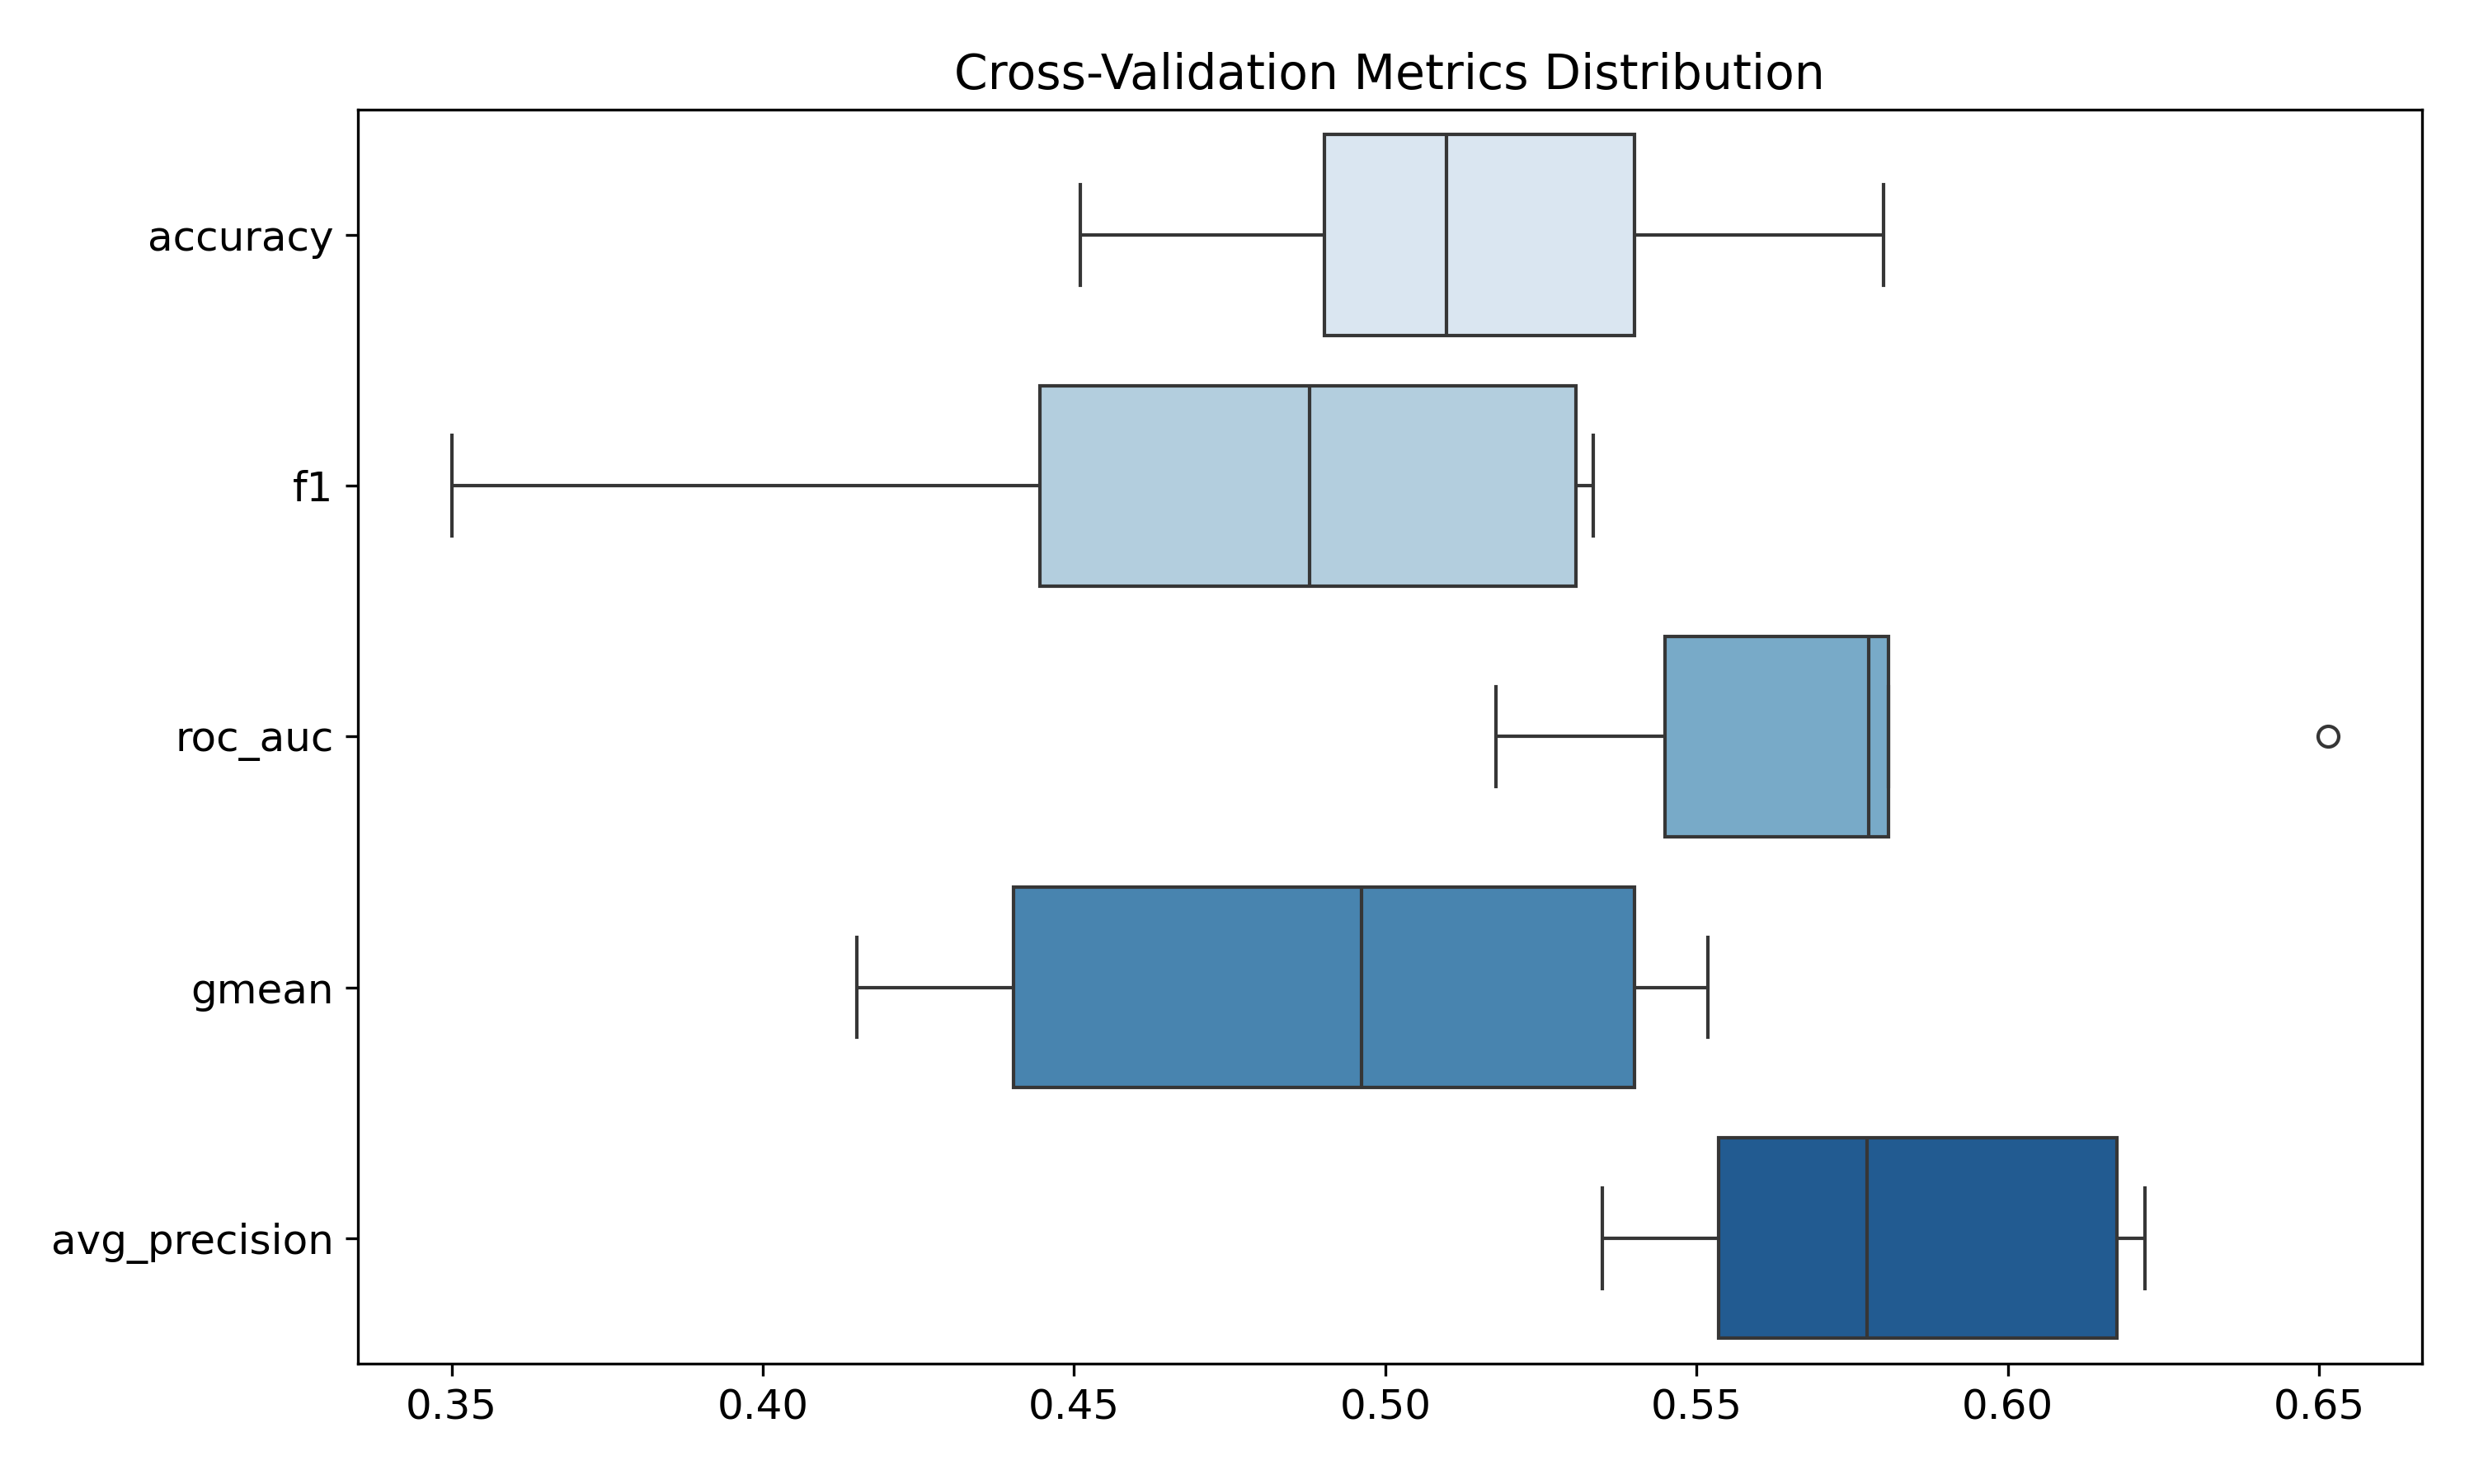 Cross-Validation Metrics Distribution
accuracy
f1
roc_auc
gmean
avg_precision
0.35 0.40 0.45 0.50 0.55 0.60 0.65